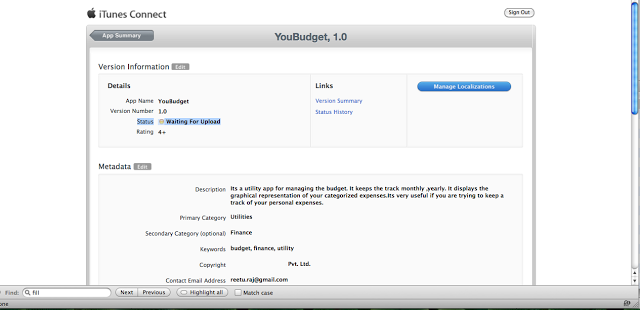 iTunes Connect
Sign Out
App Summary
YouBudget, 1.0
Version Information Edit
Details
App Name YouBudget
Version Number 1.0
Status Waiting For Upload
Rating 4+
Links
Version Summary
Status History
Manage Localizations
Metadata Edit
Description Its a utility app for managing the budget. It keeps the track monthly ,yearly. It displays the
graphical representation of your categorized expenses.Its very useful if you are trying to keep a
track of your personal expenses.
Primary Category Utilities
Secondary Category (optional) Finance
Keywords budget, finance, utility
Copyright Pvt. Ltd.
Contact Email Address reetu.raj@gmail.com
Find: fill Next Previous Highlight all Match case
one